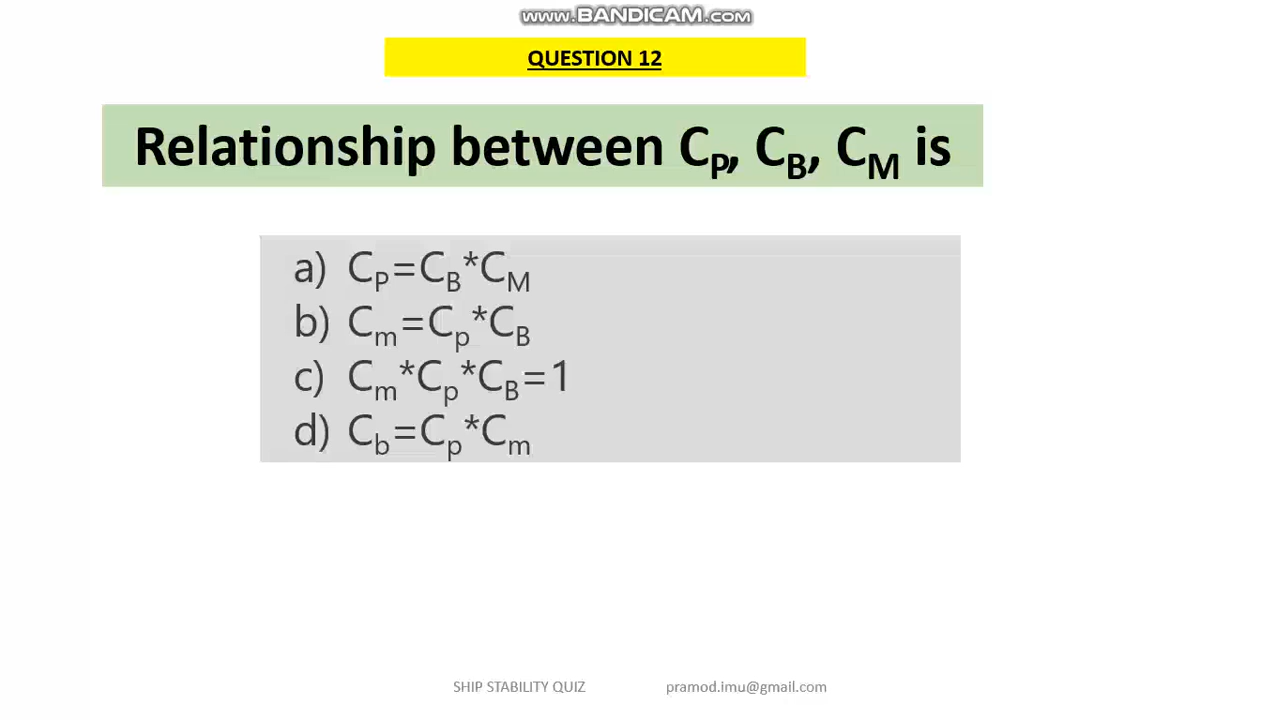 www.BANDICAM.com
QUESTION 12
Relationship between C_P, C_B, C_M is
a) C_P=C_B*C_M
b) C_m=C_p*C_B
c) C_m*C_p*C_B=1
d) C_b=C_p*C_m
SHIP STABILITY QUIZ pramod.imu@gmail.com